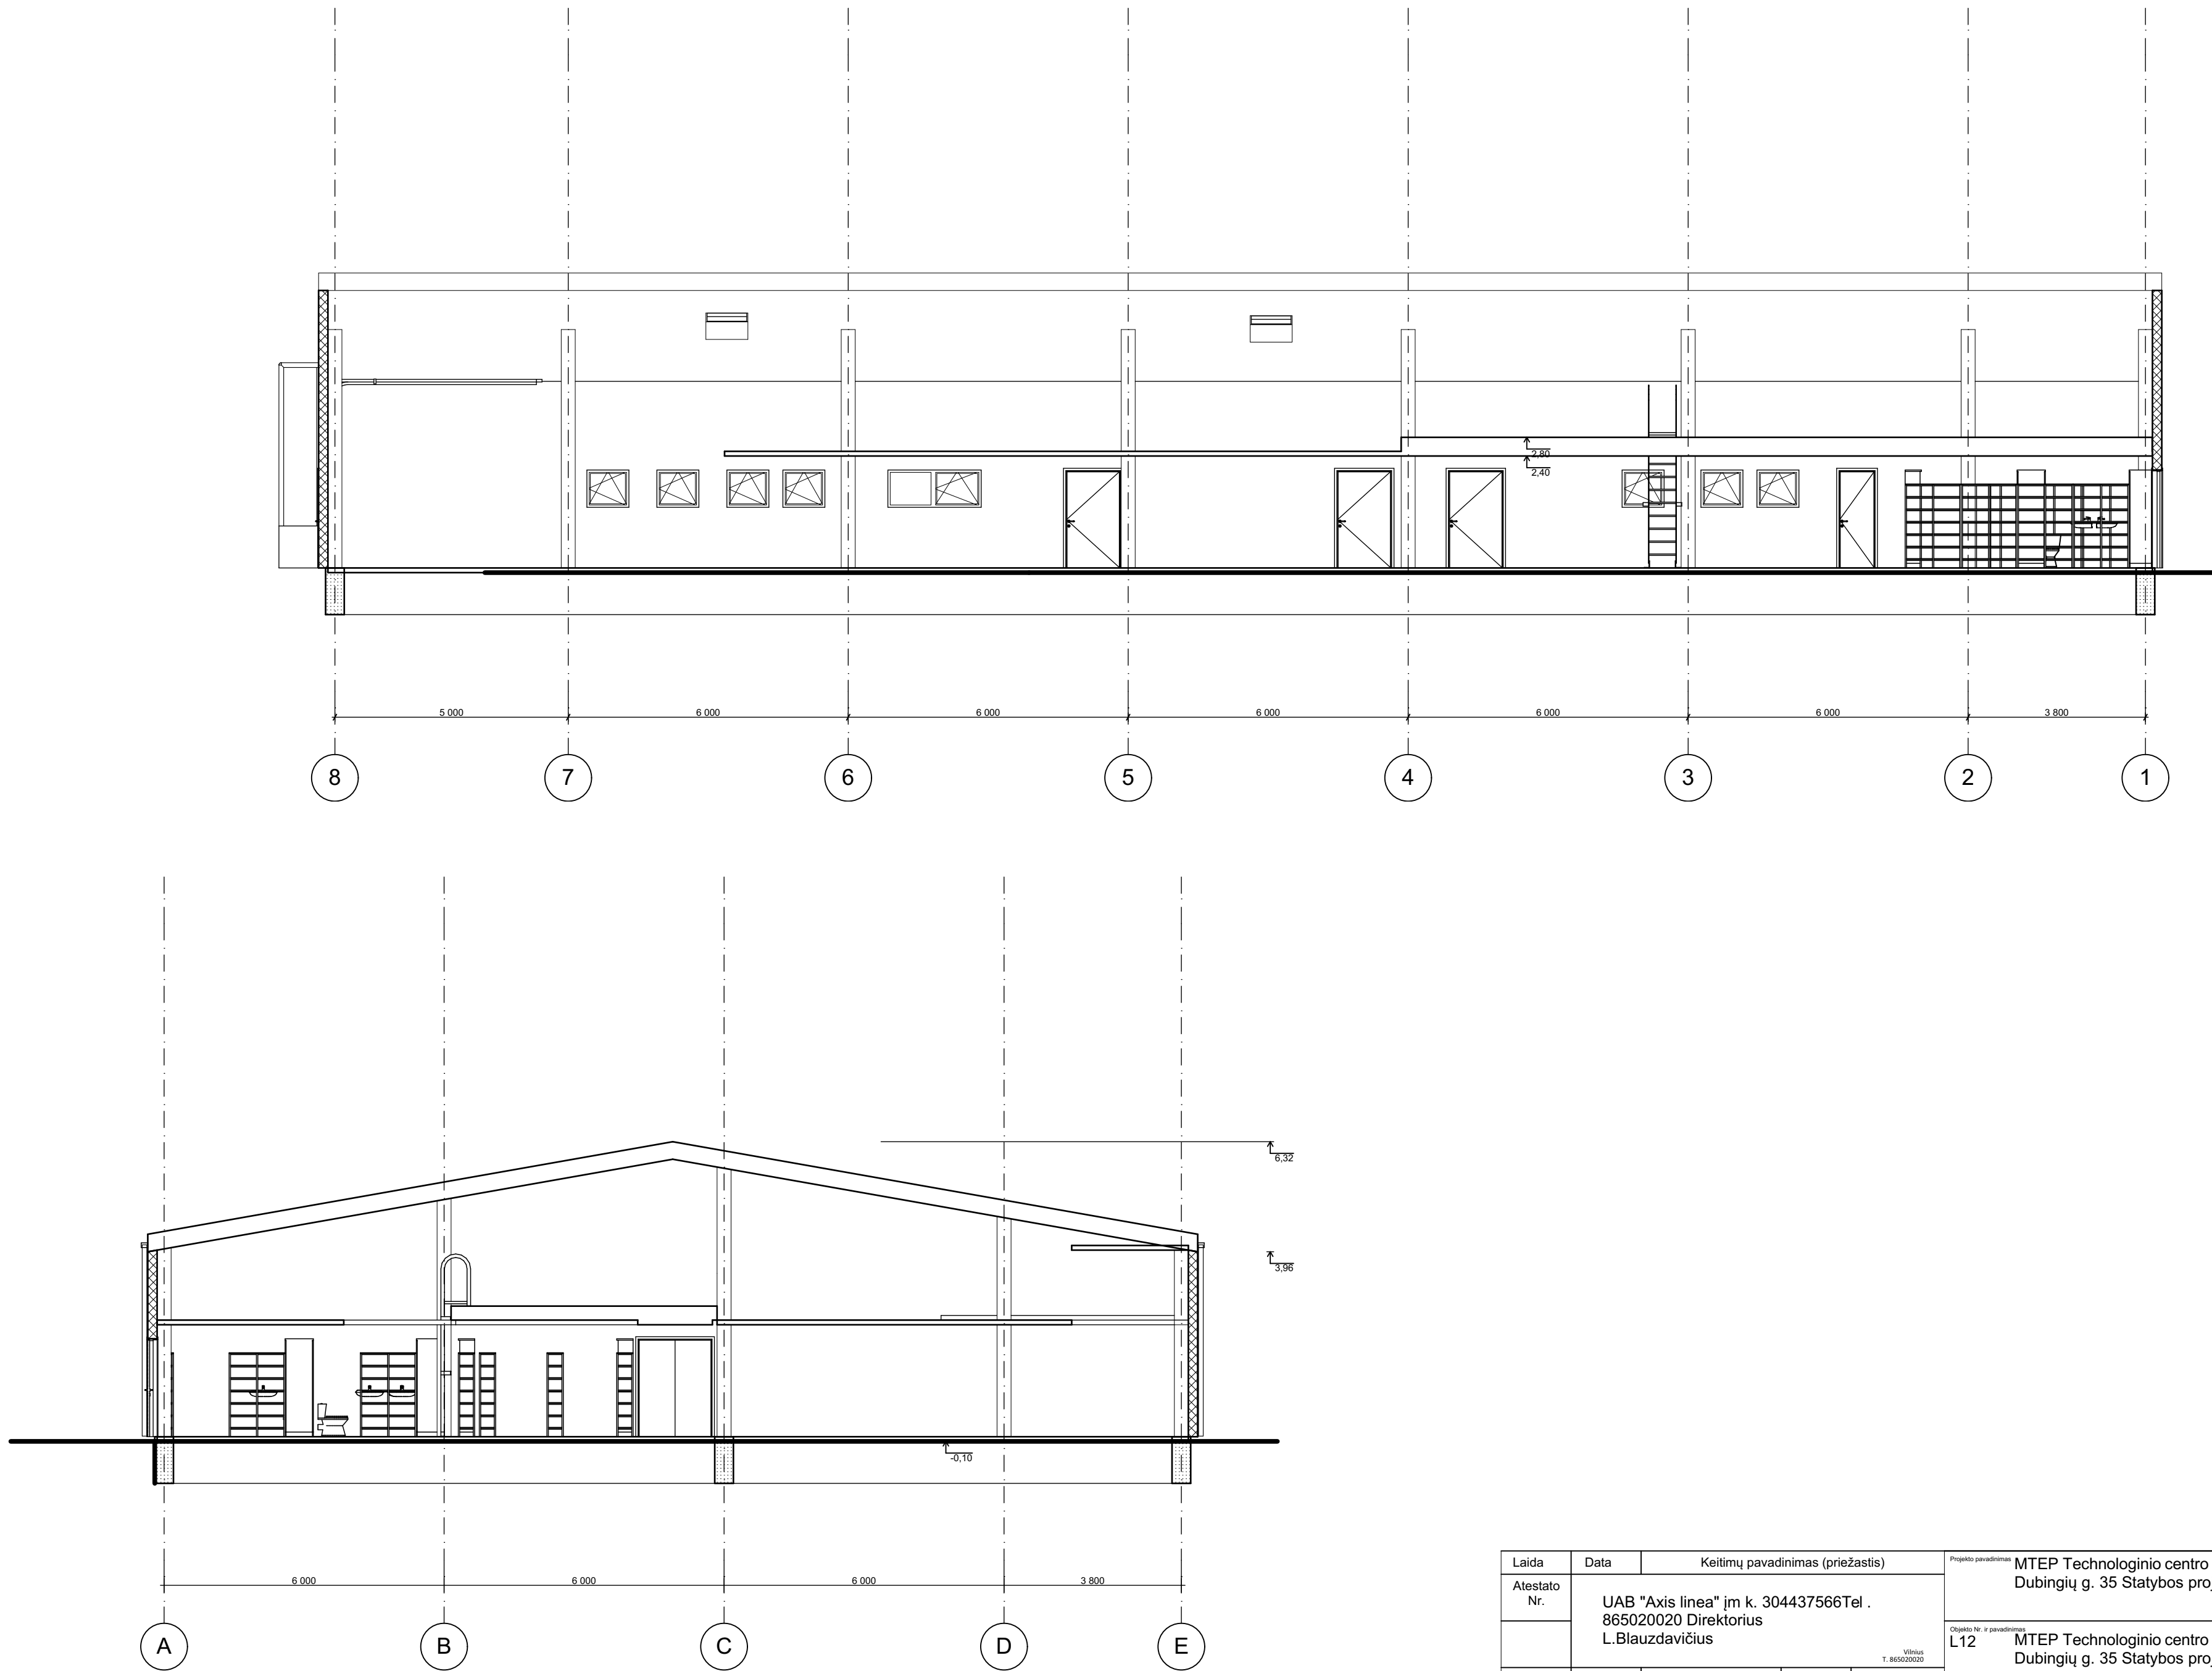 2,80
2,40
5 000
6 000
6 000
6 000
6 000
6 000
3 800
8
7
6
5
4
3
2
1
6,32
3,96
-0,10
6 000
6 000
6 000
3 800
A
B
C
D
E
Laida
Data
Keitimų pavadinimas (priežastis)
Atestato
Nr.
UAB "Axis linea" įm k. 304437566Tel .
865020020 Direktorius
L.Blauzdavičius
Vilnius
T. 865020020
Projekto pavadinimas
MTEP Technologinio centro
Dubingių g. 35 Statybos
Objekto Nr. ir pavadinimas
L12
MTEP Technologinio centro
Dubingių g. 35 Statybos